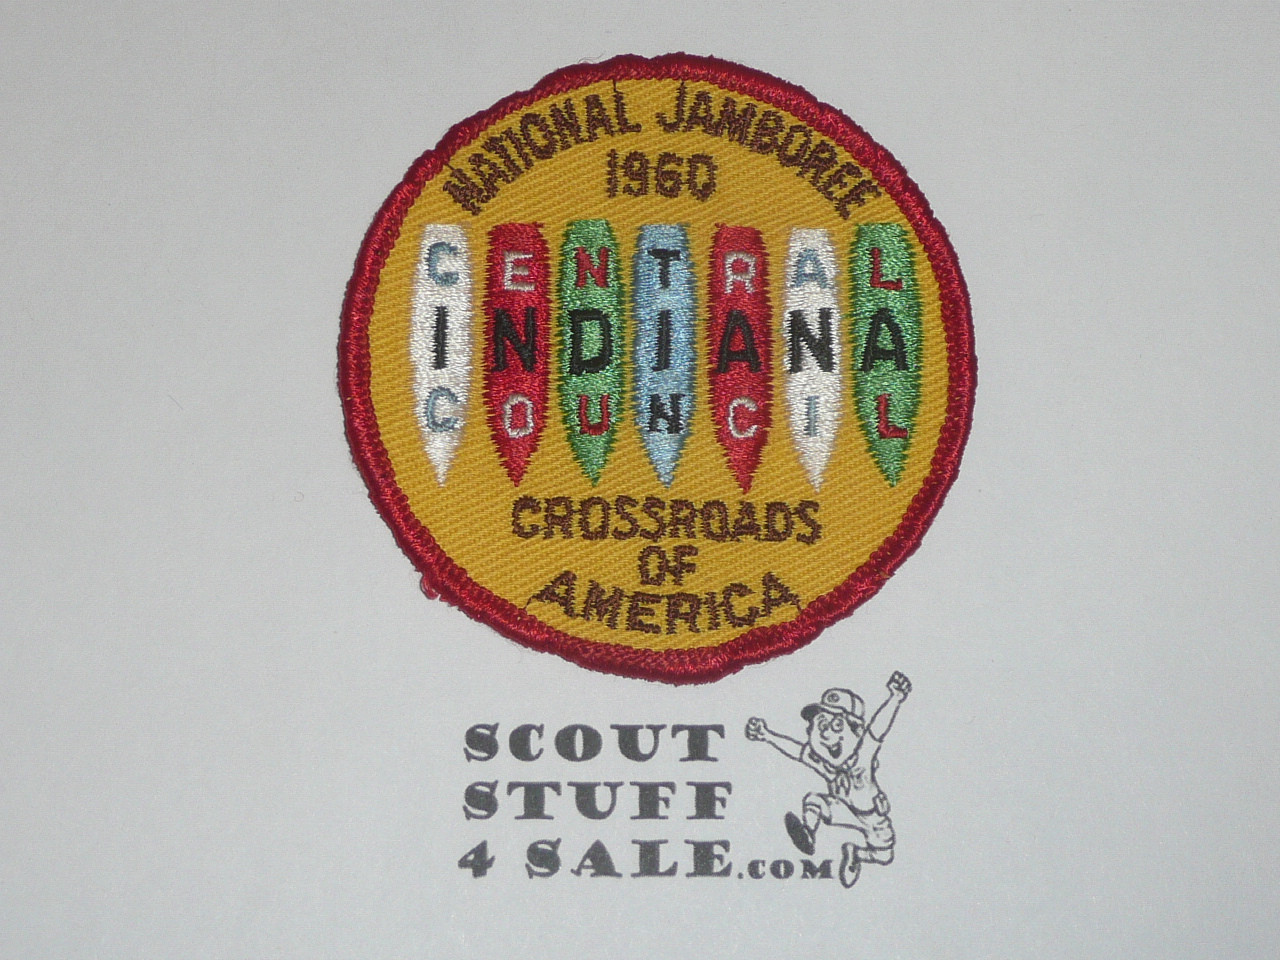 NATIONAL JAMBOREE
1960
CENTRAL
INDIANA
COUNCIL
CROSSROADS
OF
AMERICA
SCOUT
STUFF
4 SALE.COM